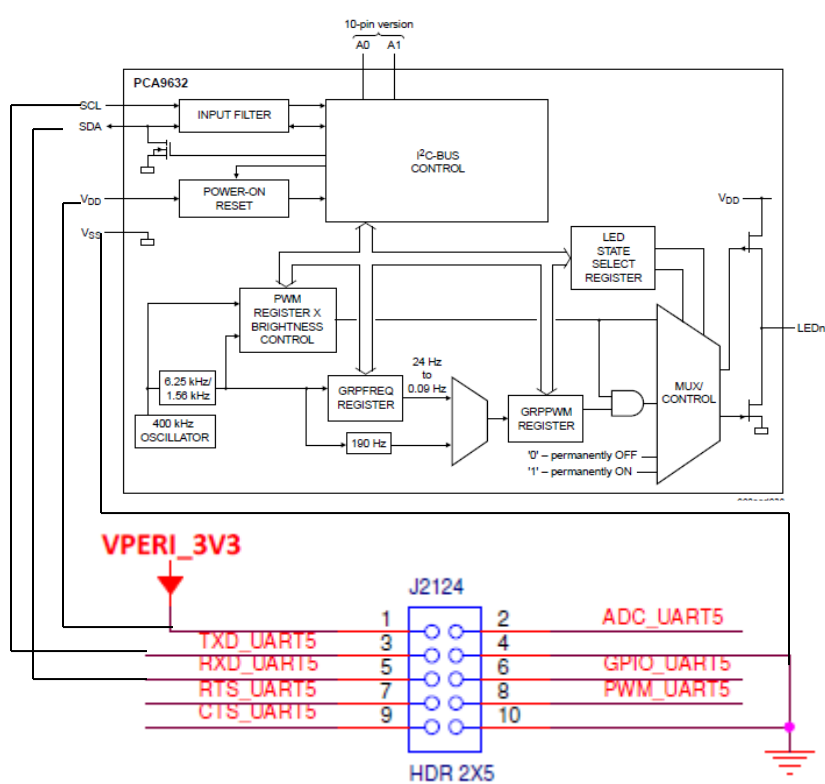 10-pin version
A0 A1
PCA9632
SCL
SDA
INPUT FILTER
I²C-BUS
CONTROL
POWER-ON
RESET
VDD
VSS
VDD
LED
STATE
SELECT
REGISTER
PWM
REGISTER X
BRIGHTNESS
CONTROL
LEDn
24 Hz
to
0.09 Hz
6.25 kHz/
1.56 kHz
GRPFREQ
REGISTER
MUX/
CONTROL
GRPPWM
REGISTER
400 kHz
OSCILLATOR
190 Hz
'0' – permanently OFF
'1' – permanently ON
VPERI_3V3
J2124
1 2 ADC_UART5
TXD_UART5 3 4
RXD_UART5 5 6 GPIO_UART5
RTS_UART5 7 8 PWM_UART5
CTS_UART5 9 10
HDR 2X5